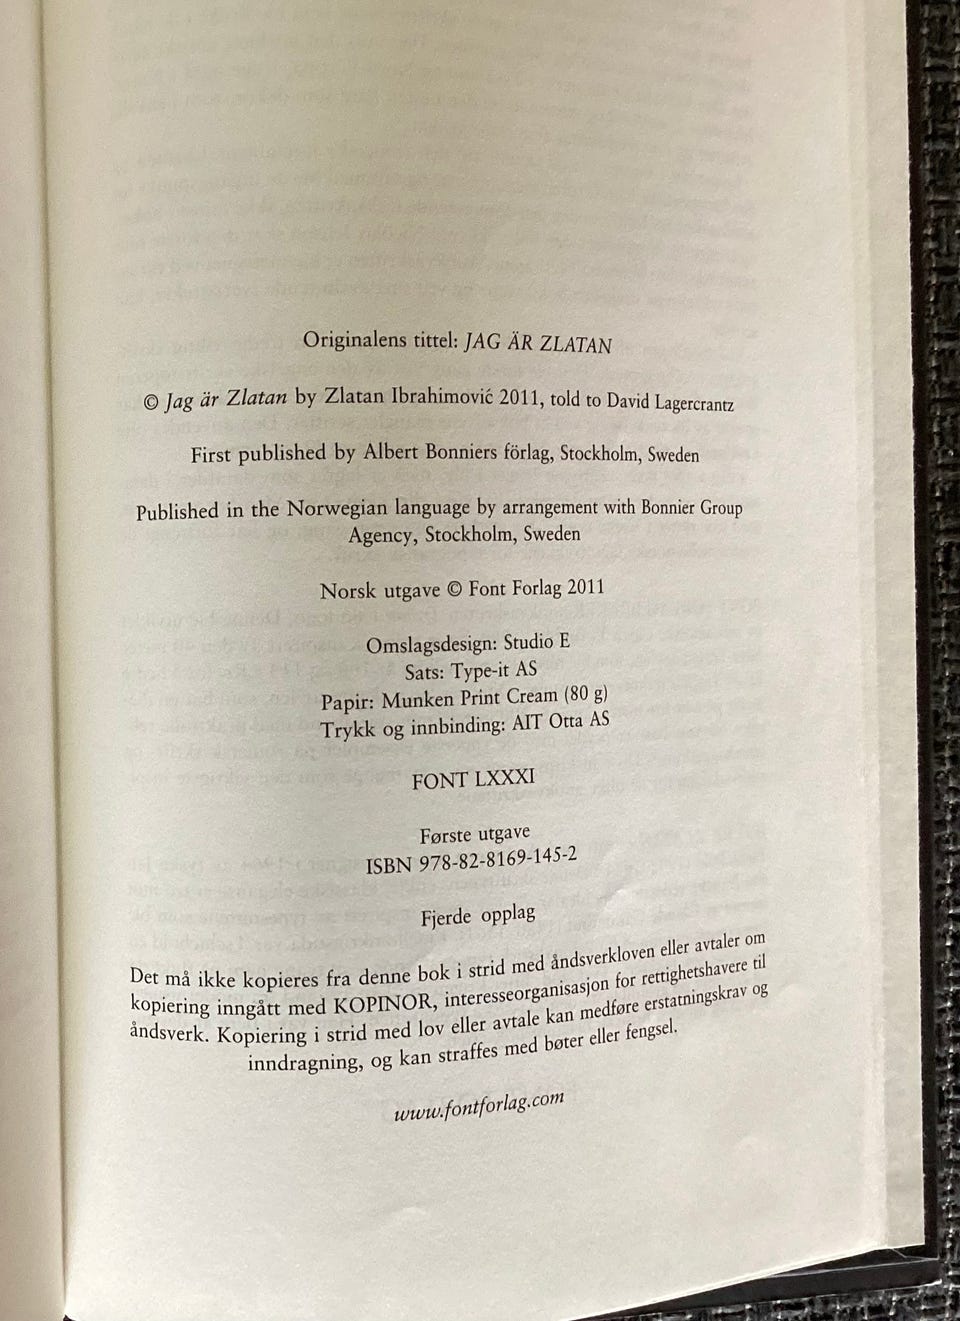 Originalens tittel: JAG ÄR ZLATAN
© Jag är Zlatan by Zlatan Ibrahimović 2011, told to David Lagercrantz
First published by Albert Bonniers förlag, Stockholm, Sweden
Published in the Norwegian language by arrangement with Bonnier Group
Agency, Stockholm, Sweden
Norsk utgave © Font Forlag 2011
Omslagsdesign: Studio E
Sats: Type-it AS
Papir: Munken Print Cream (80 g)
Trykk og innbinding: AIT Otta AS
FONT LXXXI
Første utgave
ISBN 978-82-8169-145-2
Fjerde opplag
Det må ikke kopieres fra denne bok i strid med åndsverkloven eller avtaler om
kopiering inngått med KOPINOR, interesseorganisasjon for rettighetshavere til
åndsverk. Kopiering i strid med lov eller avtale kan medføre erstatningskrav og
inndragning, og kan straffes med bøter eller fengsel.
www.fontforlag.com